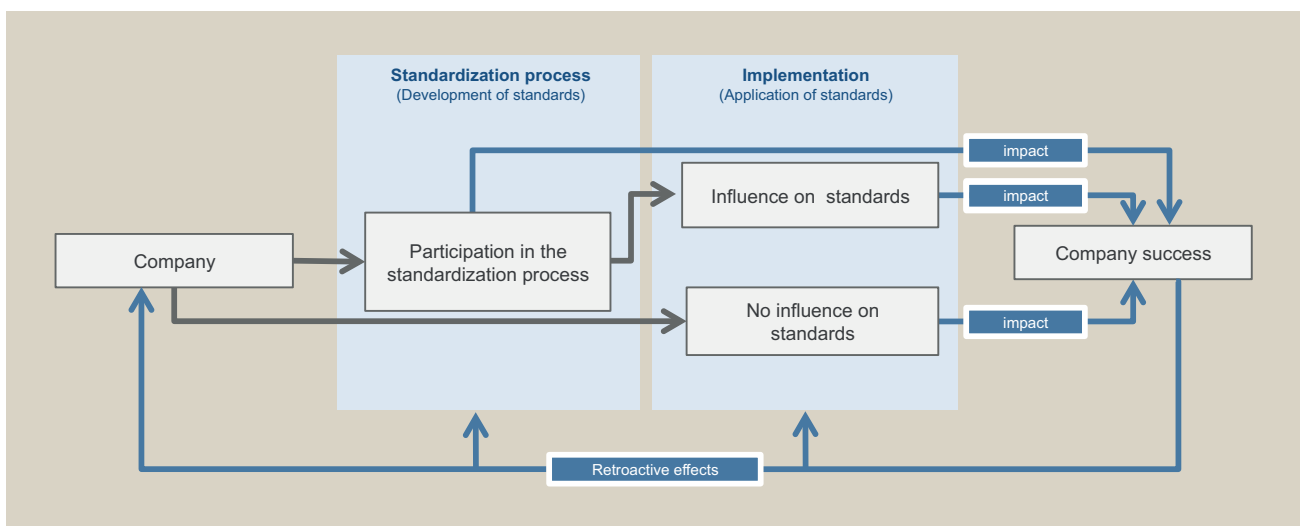 Standardization process
(Development of standards)
Implementation
(Application of standards)
impact
Influence on standards
impact
Company
Participation in the
standardization process
Company success
No influence on
standards
impact
Retroactive effects